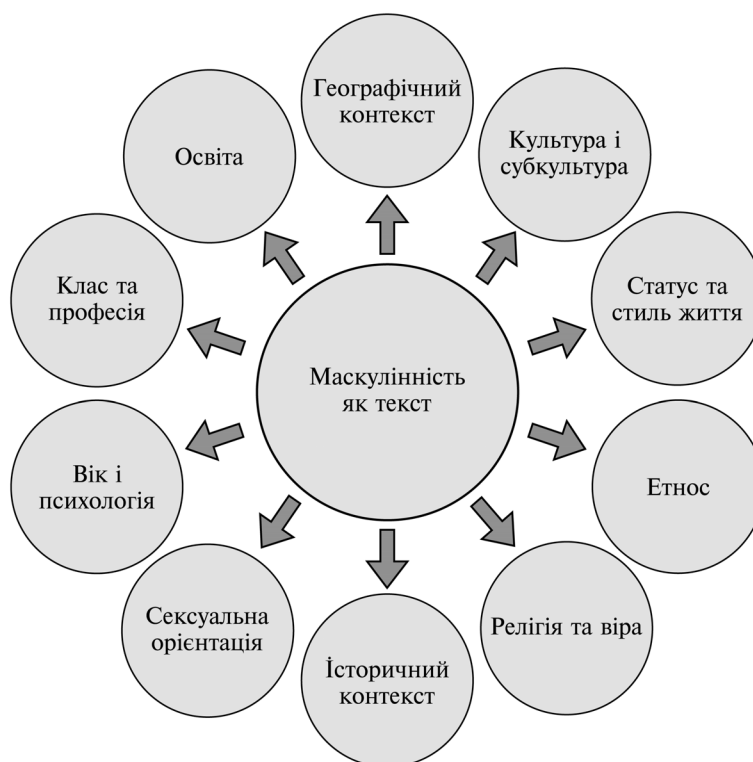 Географічний
контекст
Культура і
субкультура
Статус та
стиль життя
Етнос
Релігія та віра
Історичний
контекст
Сексуальна
орієнтація
Вік і
психологія
Клас та
професія
Освіта
Маскулінність
як текст